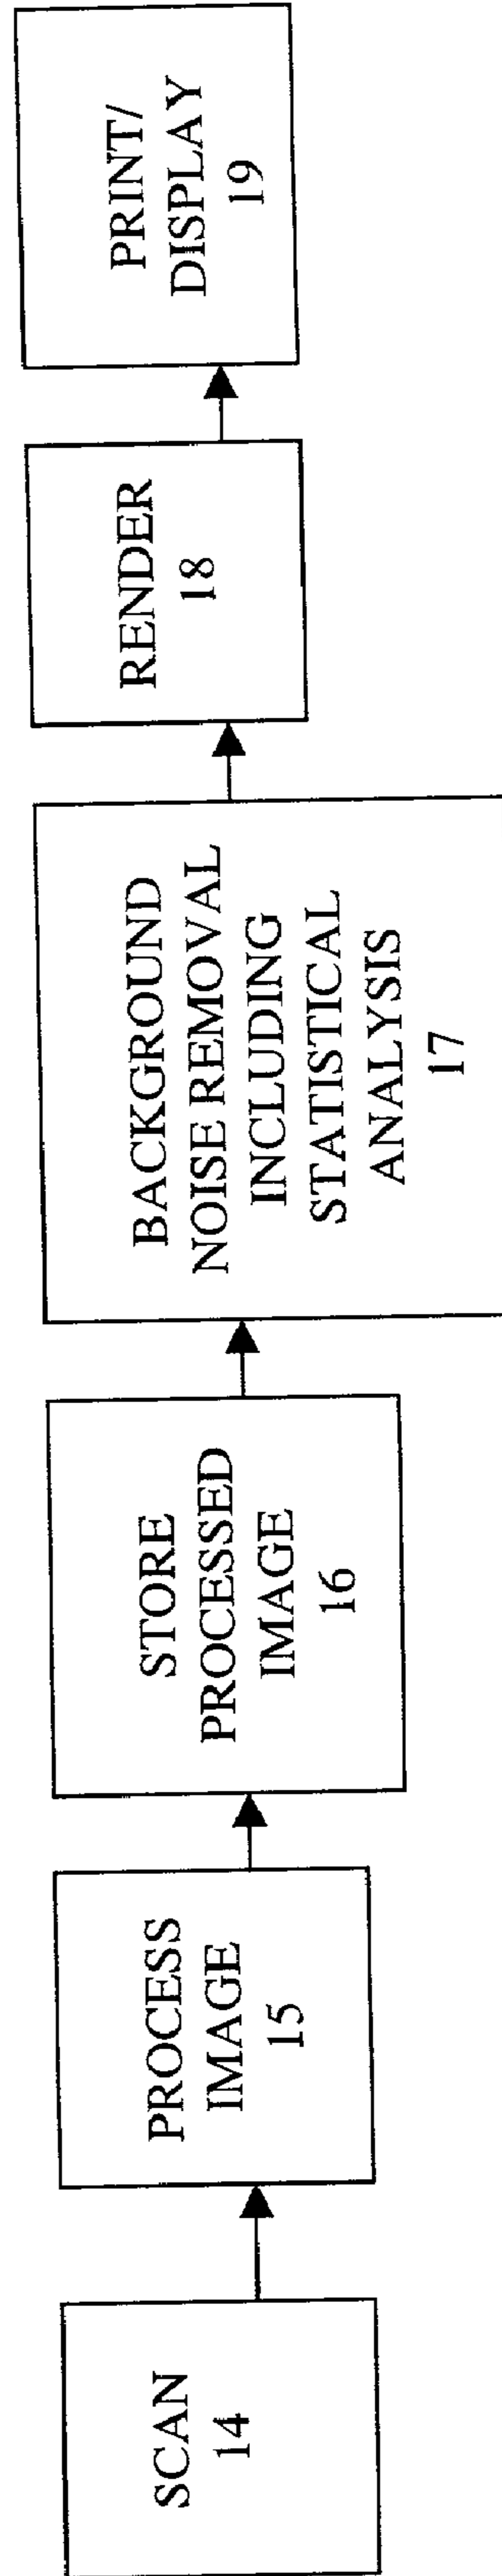 SCAN
14
PROCESS
IMAGE
15
STORE
PROCESSED
IMAGE
16
BACKGROUND
NOISE REMOVAL
INCLUDING
STATISTICAL
ANALYSIS
17
RENDER
18
PRINT/
DISPLAY
19